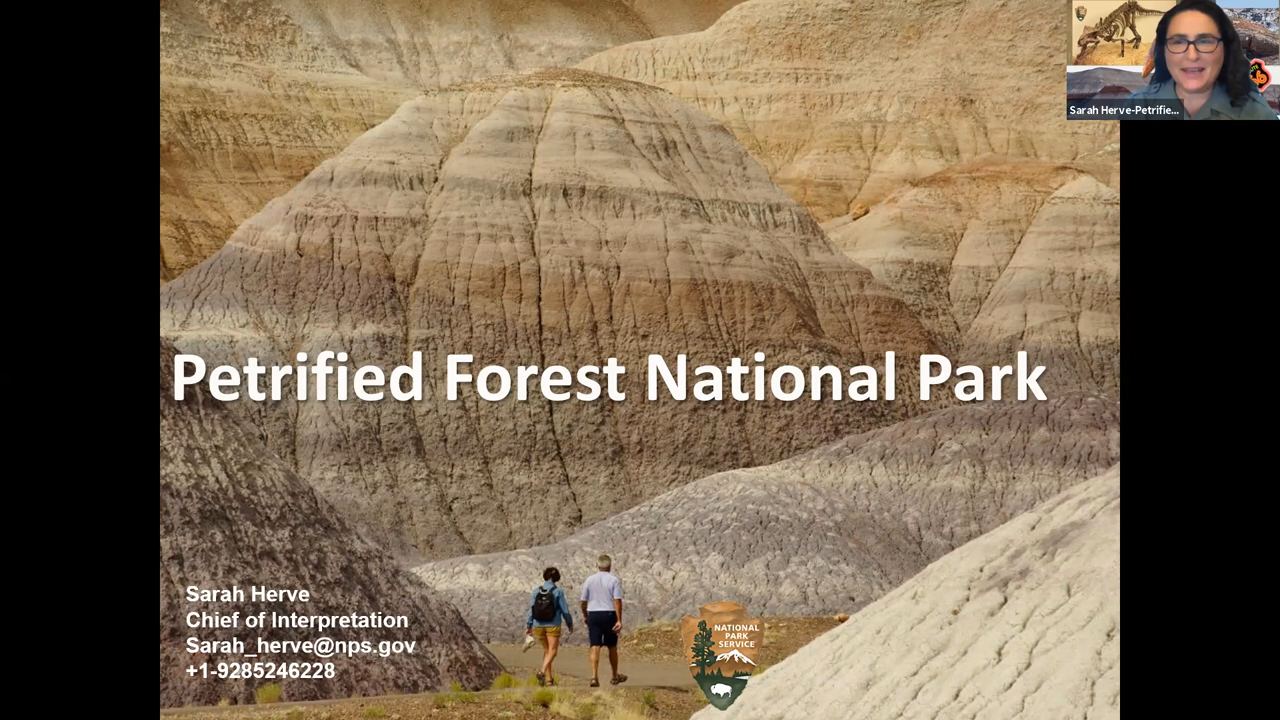 Sarah Herve-Petrifie...
Petrified Forest National Park
Sarah Herve
Chief of Interpretation
Sarah_herve@nps.gov
+1-9285246228
NATIONAL
PARK
SERVICE